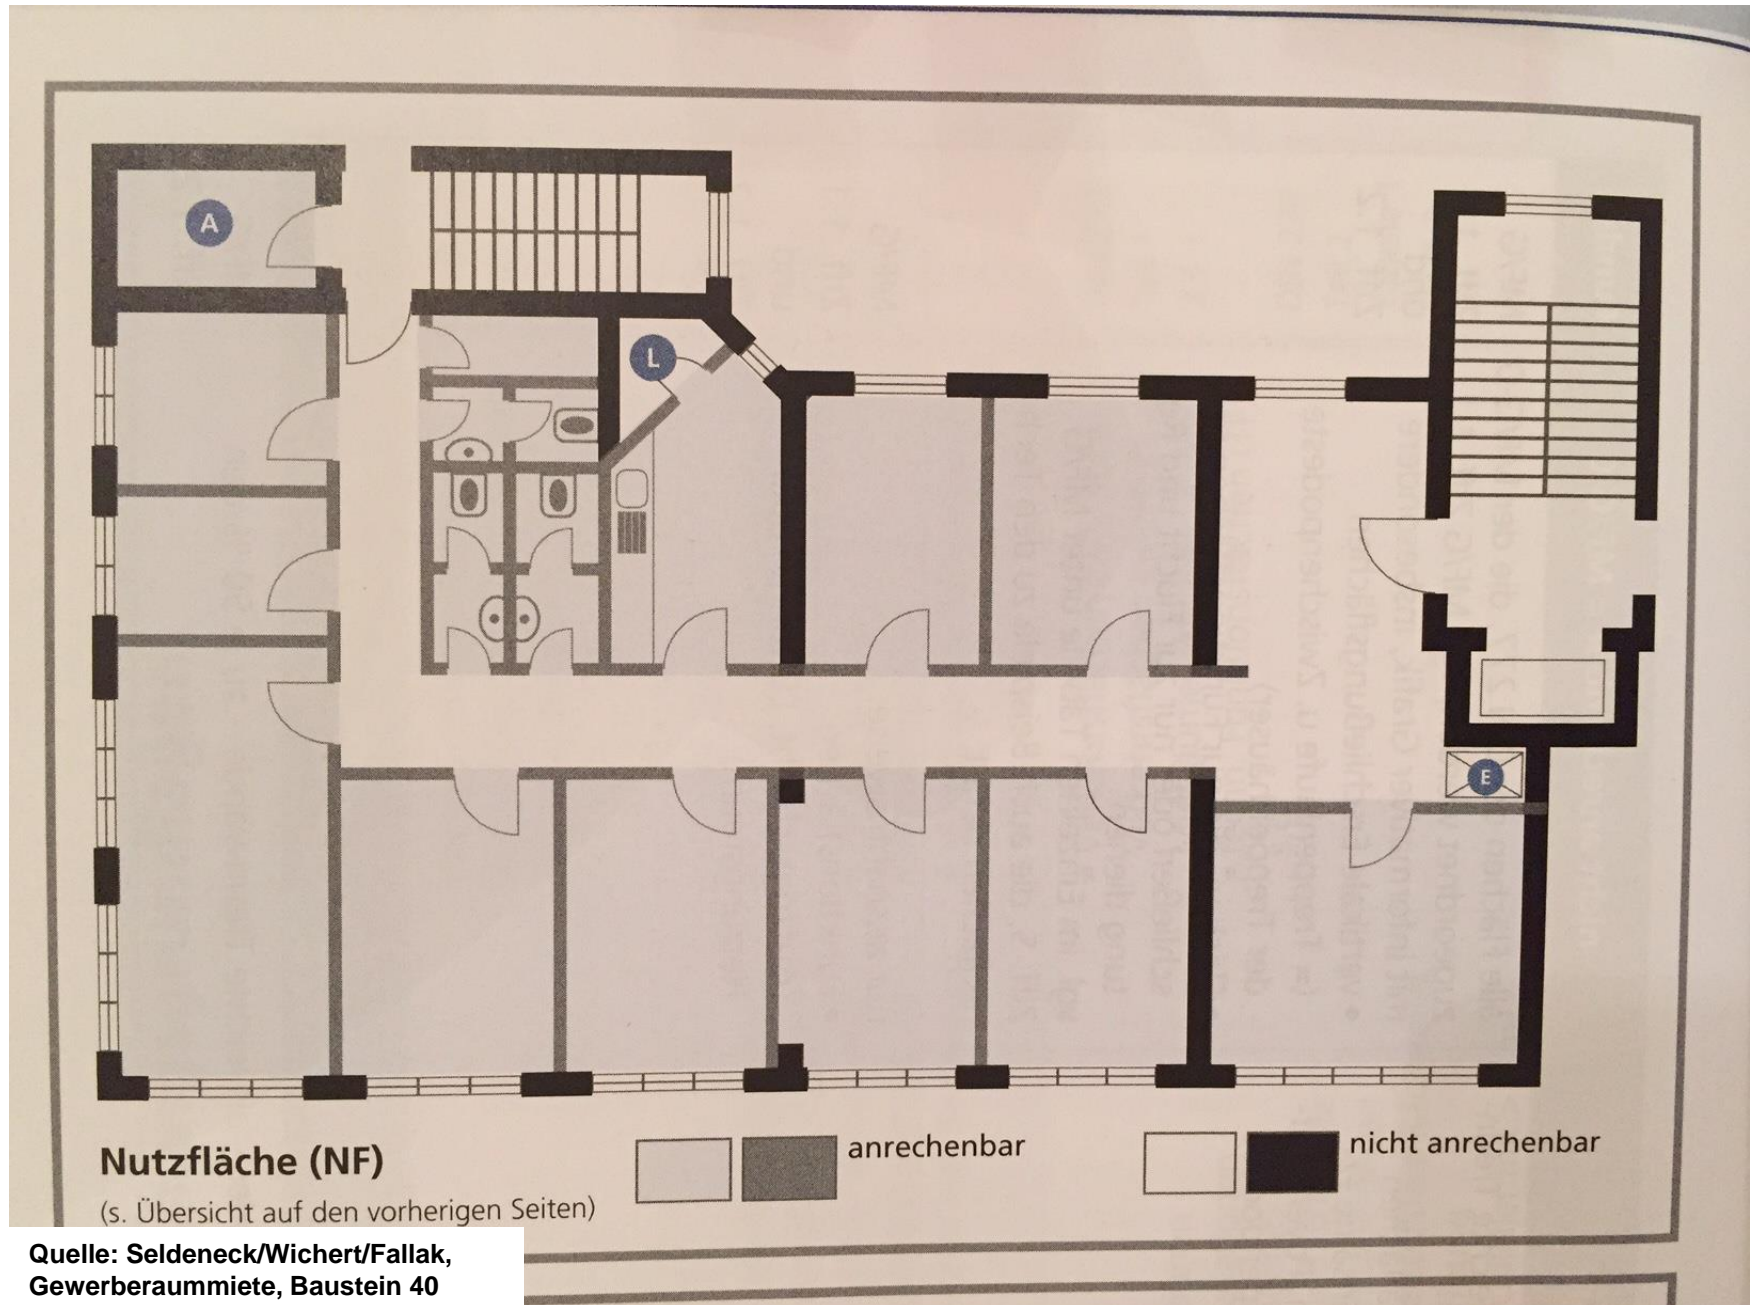 A
L
E
Nutzfläche (NF)
anrechenbar
nicht anrechenbar
(s. Übersicht auf den vorherigen Seiten)
Quelle: Seldeneck/Wichert/Fallak,
Gewerberaummiete, Baustein 40